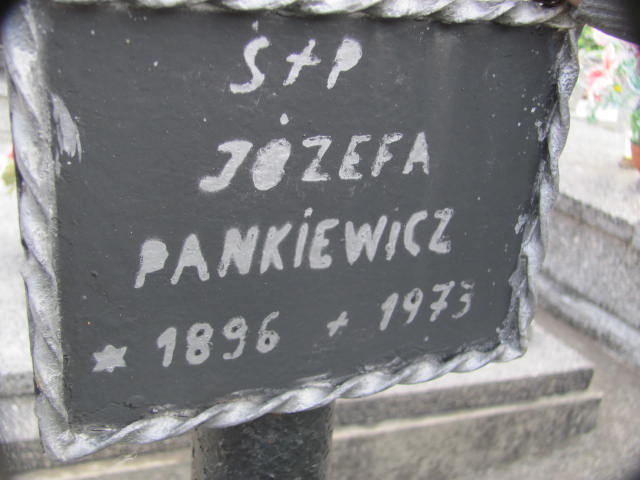 Ś+P
JÓZEFA
PANKIEWICZ
* 1896 + 1975